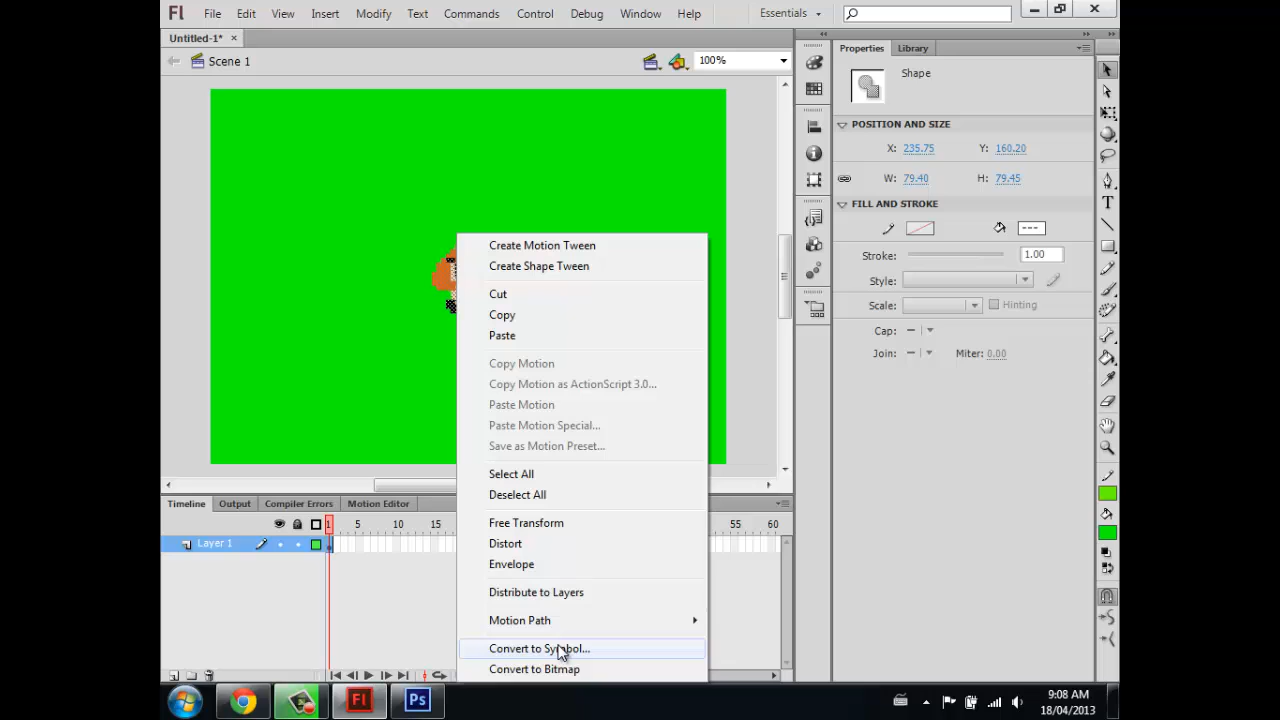 Fl File Edit View Insert Modify Text Commands Control Debug Window Help Essentials
Untitled-1* ×
Scene 1 100%
Properties Library
Shape
POSITION AND SIZE
X: 235.75 Y: 160.20
W: 79.40 H: 79.45
FILL AND STROKE
Stroke: 1.00
Style:
Scale: Hinting
Cap:
Join: Miter: 0.00
Create Motion Tween
Create Shape Tween
Cut
Copy
Paste
Copy Motion
Copy Motion as ActionScript 3.0...
Paste Motion
Paste Motion Special...
Save as Motion Preset...
Select All
Deselect All
Free Transform
Distort
Envelope
Distribute to Layers
Motion Path
Convert to Symbol...
Convert to Bitmap
Timeline Output Compiler Errors Motion Editor
1 5 10 15 55 60
Layer 1
Fl Ps
9:08 AM
18/04/2013